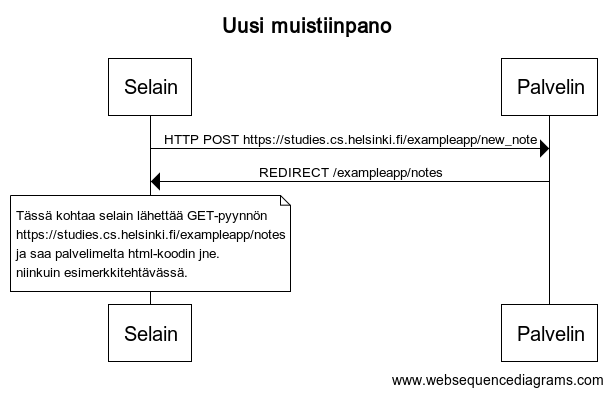 Uusi muistiinpano
Selain
Palvelin
HTTP POST https://studies.cs.helsinki.fi/exampleapp/new_note
REDIRECT /exampleapp/notes
Tässä kohtaa selain lähettää GET-pyynnön
https://studies.cs.helsinki.fi/exampleapp/notes
ja saa palvelimelta html-koodin jne.
niinkuin esimerkkitehtävässä.
Selain
Palvelin
www.websequencediagrams.com